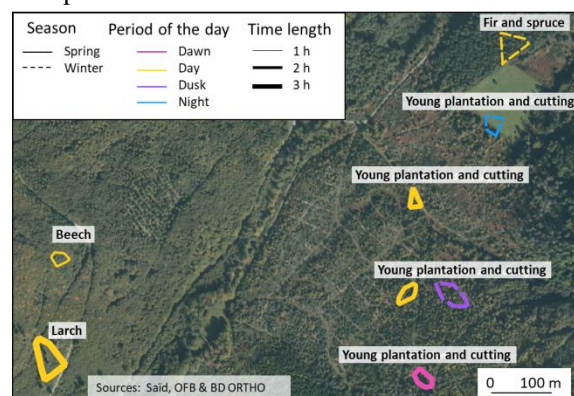 Season
Spring
Winter
Period of the day
Dawn
Day
Dusk
Night
Time length
1 h
2 h
3 h
Fir and spruce
Young plantation and cutting
Young plantation and cutting
Beech
Young plantation and cutting
Larch
Young plantation and cutting
Sources: Saïd, OFB & BD ORTHO
0 100 m